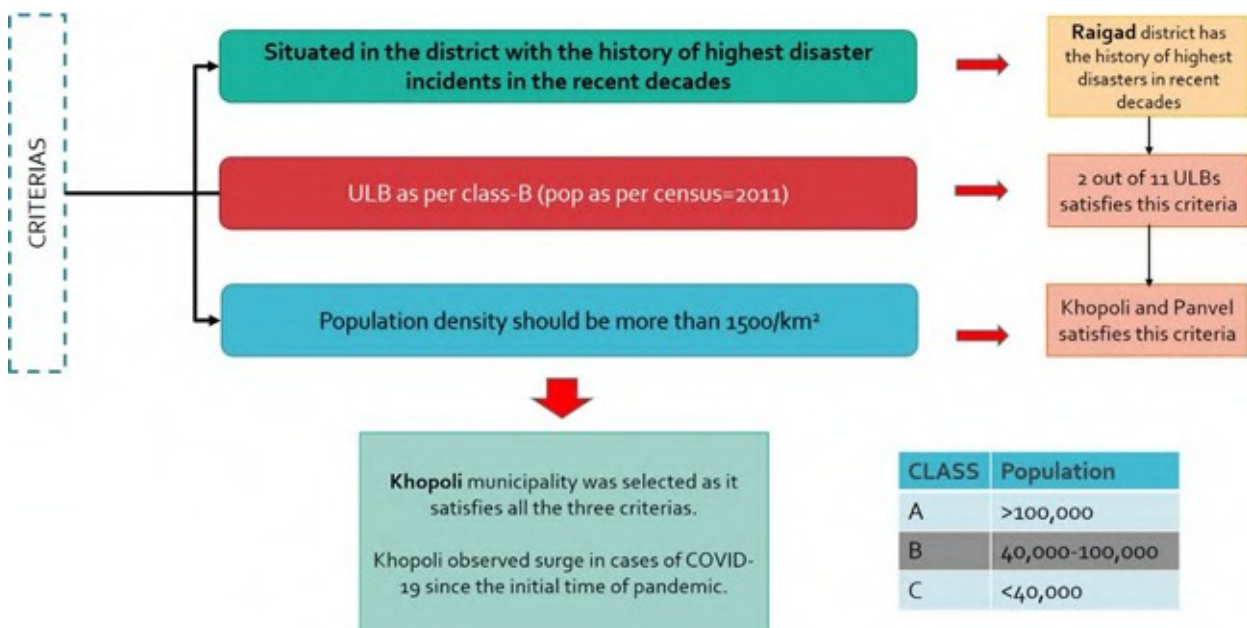 CRITERIAS
Situated in the district with the history of highest disaster
incidents in the recent decades
Raigad district has
the history of highest
disasters in recent
decades
ULB as per class-B (pop as per census=2011)
2 out of 11 ULBs
satisfies this criteria
Population density should be more than 1500/km²
Khopoli and Panvel
satisfies this criteria
Khopoli municipality was selected as it
satisfies all the three criterias.
Khopoli observed surge in cases of COVID-
19 since the initial time of pandemic.
CLASS Population
A >100,000
B 40,000-100,000
C <40,000